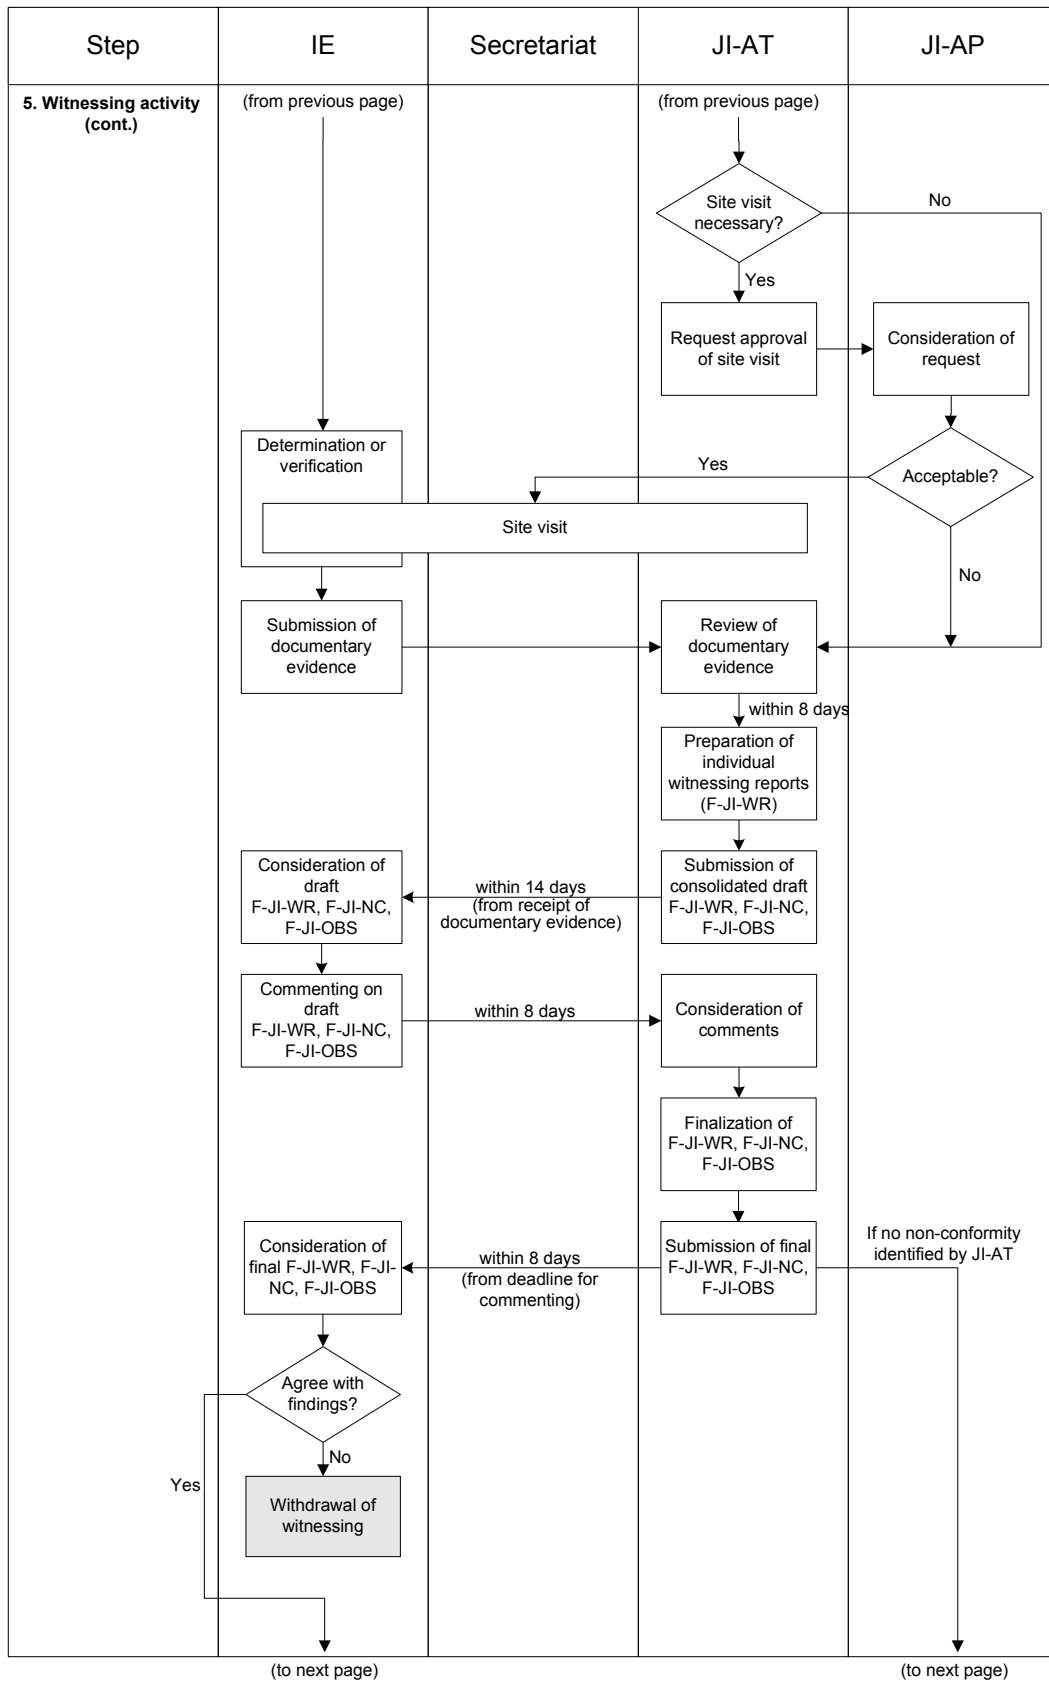 Step
IE
Secretariat
JI-AT
JI-AP
5. Witnessing activity
(cont.)
(from previous page)
(from previous page)
Site visit
necessary?
No
Yes
Request approval
of site visit
Consideration of
request
Determination or
verification
Yes
Acceptable?
Site visit
No
Submission of
documentary
evidence
Review of
documentary
evidence
within 8 days
Preparation of
individual
witnessing reports
(F-JI-WR)
Consideration of
draft
F-JI-WR, F-JI-NC,
F-JI-OBS
within 14 days
(from receipt of
documentary evidence)
Submission of
consolidated draft
F-JI-WR, F-JI-NC,
F-JI-OBS
Commenting on
draft
F-JI-WR, F-JI-NC,
F-JI-OBS
within 8 days
Consideration of
comments
Finalization of
F-JI-WR, F-JI-NC,
F-JI-OBS
Consideration of
final F-JI-WR, F-JI-
NC, F-JI-OBS
within 8 days
(from deadline for
commenting)
Submission of final
F-JI-WR, F-JI-NC,
F-JI-OBS
If no non-conformity
identified by JI-AT
Agree with
findings?
No
Yes
Withdrawal of
witnessing
(to next page)
(to next page)